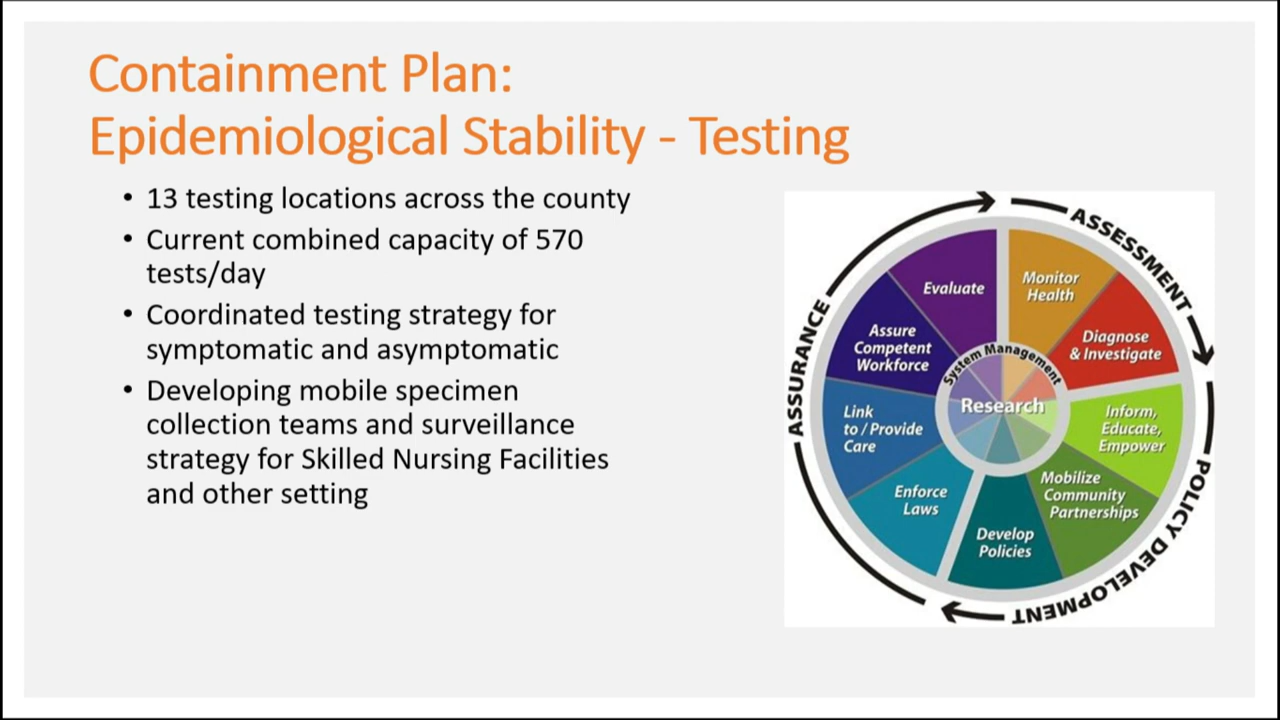 Containment Plan:
Epidemiological Stability - Testing
• 13 testing locations across the county
• Current combined capacity of 570
tests/day
• Coordinated testing strategy for
symptomatic and asymptomatic
• Developing mobile specimen
collection teams and surveillance
strategy for Skilled Nursing Facilities
and other setting
ASSESSMENT
POLICY DEVELOPMENT
ASSURANCE
Monitor
Health
Diagnose
& Investigate
Inform,
Educate,
Empower
Mobilize
Community
Partnerships
Develop
Policies
Enforce
Laws
Link
to / Provide
Care
Assure
Competent
Workforce
Evaluate
System Management
Research